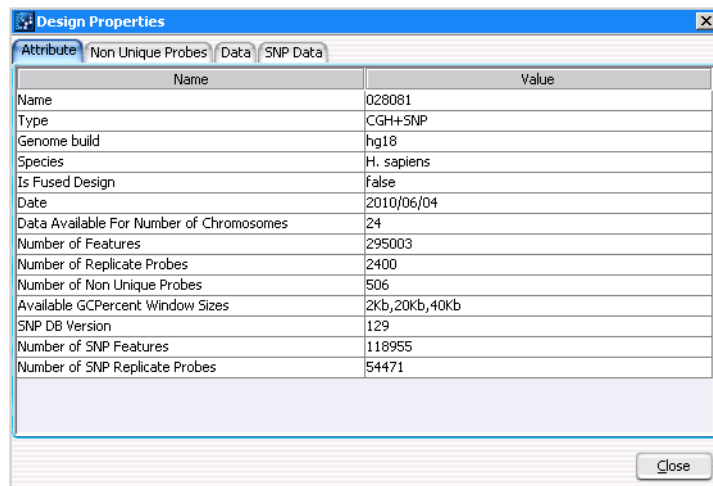 Design Properties
Attribute Non Unique Probes Data SNP Data
Name Value
Name 028081
Type CGH+SNP
Genome build hg18
Species H. sapiens
Is Fused Design false
Date 2010/06/04
Data Available For Number of Chromosomes 24
Number of Features 295003
Number of Replicate Probes 2400
Number of Non Unique Probes 506
Available GCPercent Window Sizes 2Kb,20Kb,40Kb
SNP DB Version 129
Number of SNP Features 118955
Number of SNP Replicate Probes 54471
Close